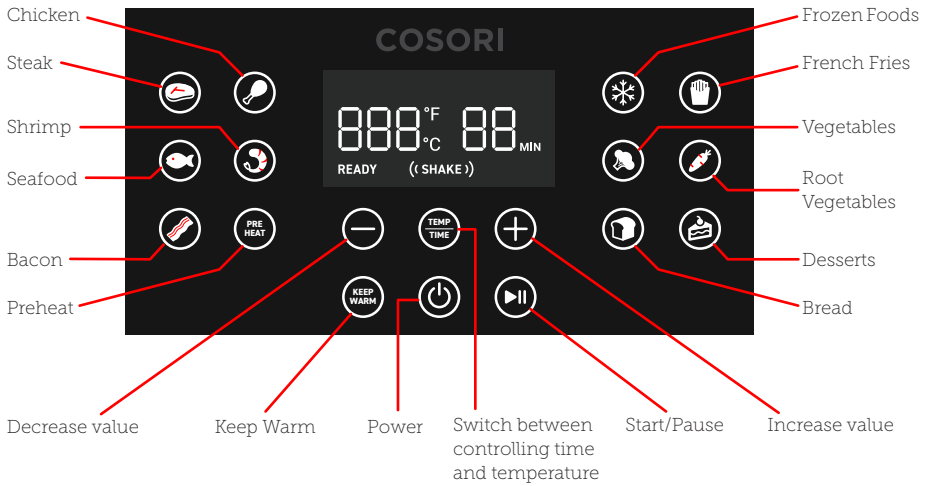 Chicken
Steak
Shrimp
Seafood
Bacon
Preheat
COSORI
888 °F °C 88 MIN
READY ((SHAKE))
PRE
HEAT
TEMP
TIME
KEEP
WARM
Frozen Foods
French Fries
Vegetables
Root
Vegetables
Desserts
Bread
Decrease value
Keep Warm
Power
Switch between
controlling time
and temperature
Start/Pause
Increase value